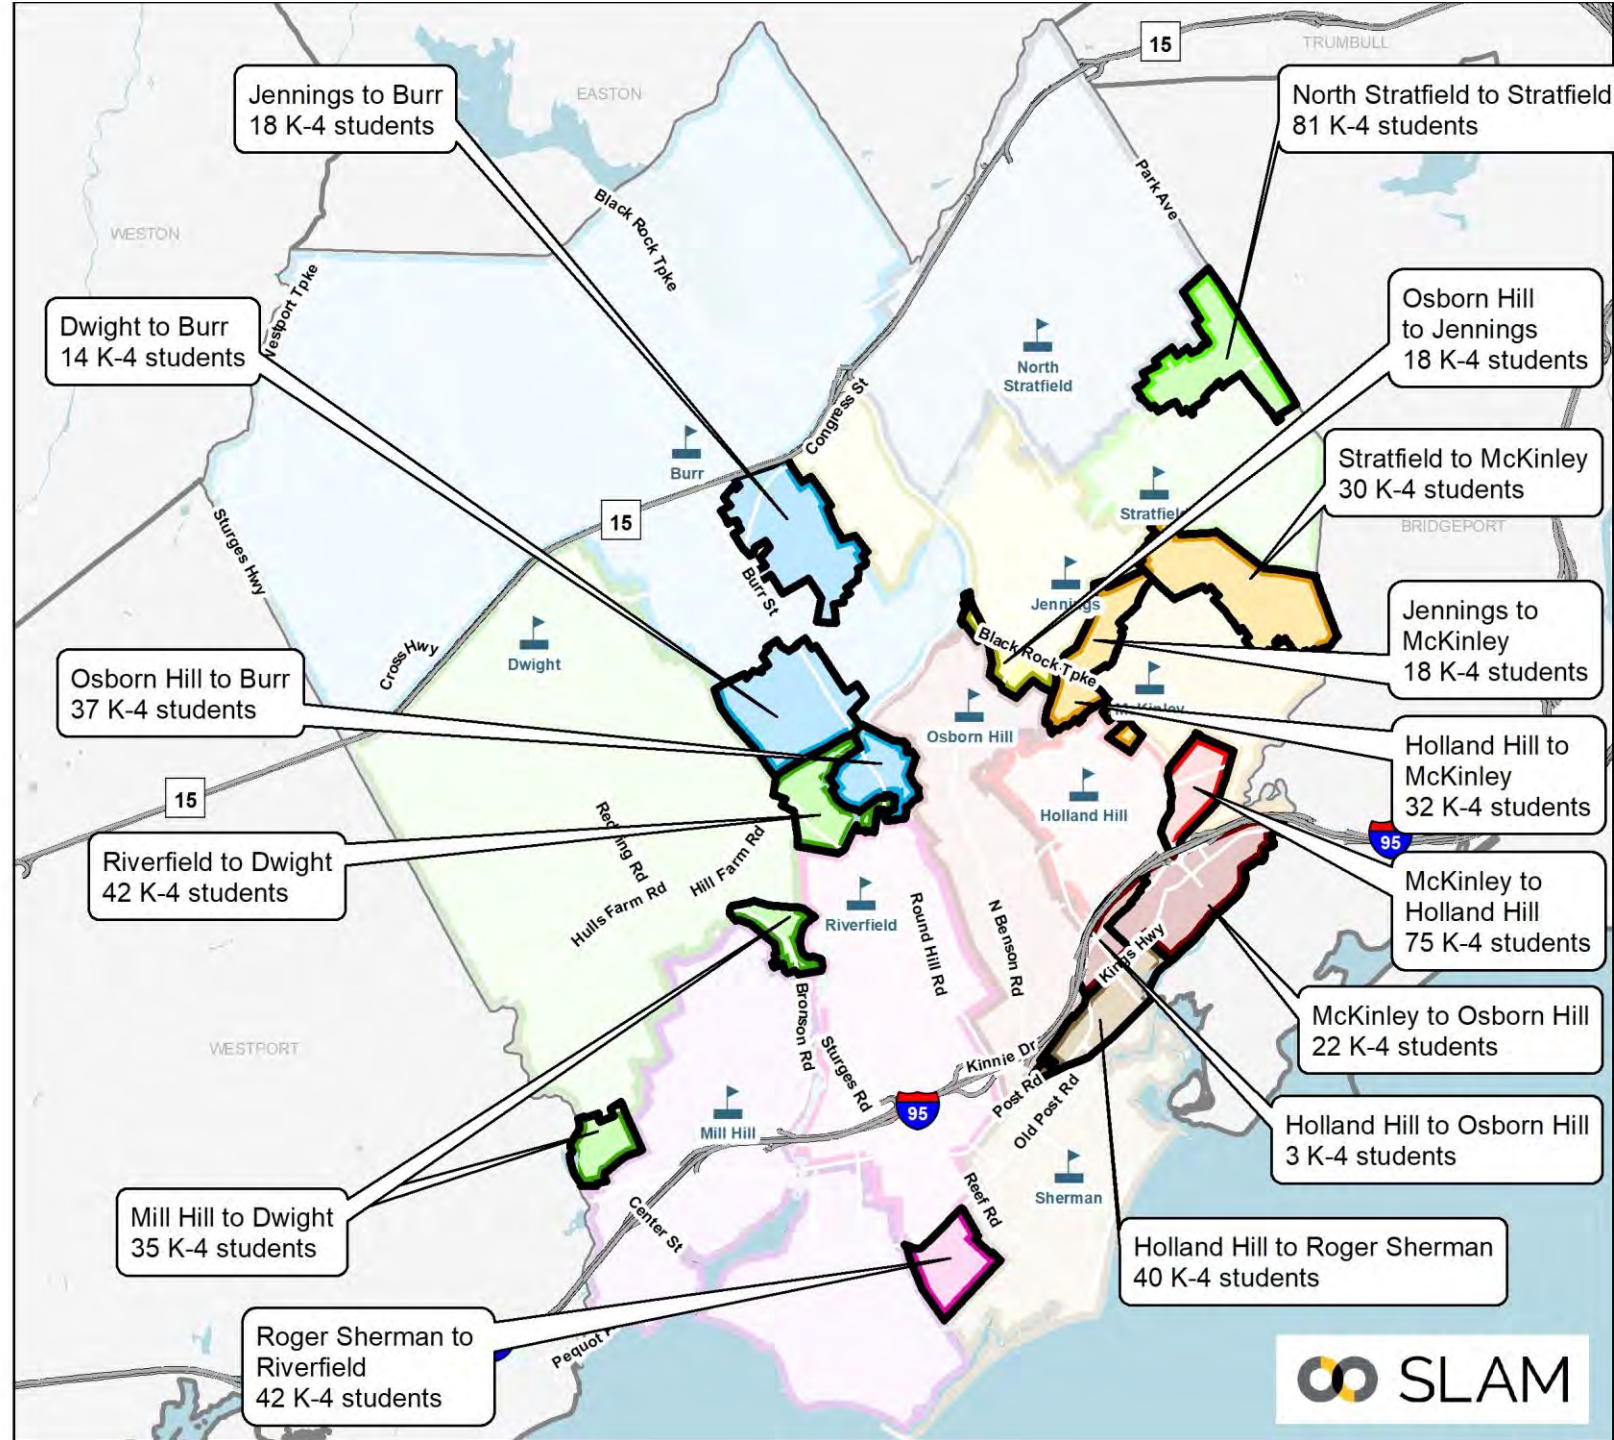 15
TRUMBULL
EASTON
Jennings to Burr
18 K-4 students
North Stratfield to Stratfield
81 K-4 students
Park Ave
Black Rock Tpke
WESTON
Westport Tpke
Dwight to Burr
14 K-4 students
Osborn Hill
to Jennings
18 K-4 students
North
Stratfield
Congress St
Burr
Stratfield to McKinley
30 K-4 students
15
Stratfield
BRIDGEPORT
Sturges Hwy
Burr St
Jennings
Jennings to
McKinley
18 K-4 students
Dwight
Cross Hwy
Black Rock Tpke
McKinley
Osborn Hill to Burr
37 K-4 students
Osborn Hill
Holland Hill to
McKinley
32 K-4 students
15
Holland Hill
95
Redding Rd
Hill Farm Rd
Hulls Farm Rd
Riverfield to Dwight
42 K-4 students
McKinley to
Holland Hill
75 K-4 students
Riverfield
Round Hill Rd
N Benson Rd
Kings Hwy
Bronson Rd
Sturges Rd
McKinley to Osborn Hill
22 K-4 students
WESTPORT
Kinnie Dr
Post Rd
Old Post Rd
95
Mill Hill
Holland Hill to Osborn Hill
3 K-4 students
Sherman
Reef Rd
Center St
Mill Hill to Dwight
35 K-4 students
Holland Hill to Roger Sherman
40 K-4 students
Roger Sherman to
Riverfield
42 K-4 students
Pequot
SLAM